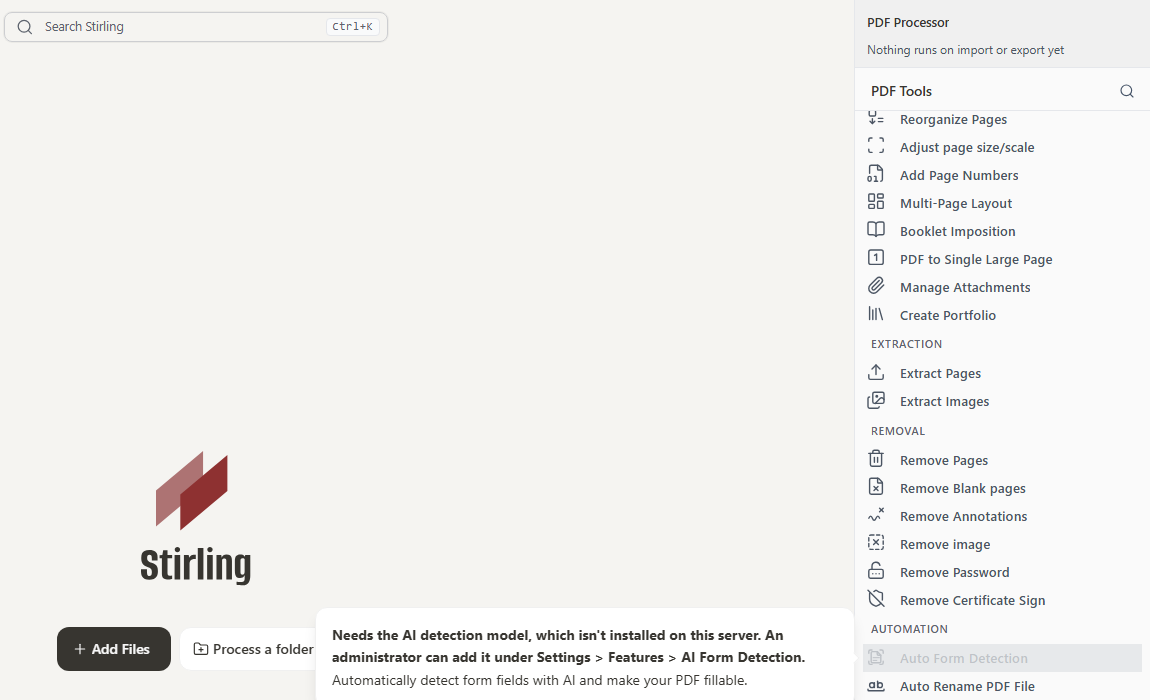 Search Stirling
Ctrl+K
Stirling
Add Files
Process a folder
Needs the AI detection model, which isn't installed on this server. An
administrator can add it under Settings > Features > AI Form Detection.
Automatically detect form fields with AI and make your PDF fillable.
PDF Processor
Nothing runs on import or export yet
PDF Tools
Reorganize Pages
Adjust page size/scale
Add Page Numbers
Multi-Page Layout
Booklet Imposition
PDF to Single Large Page
Manage Attachments
Create Portfolio
EXTRACTION
Extract Pages
Extract Images
REMOVAL
Remove Pages
Remove Blank pages
Remove Annotations
Remove image
Remove Password
Remove Certificate Sign
AUTOMATION
Auto Form Detection
Auto Rename PDF File